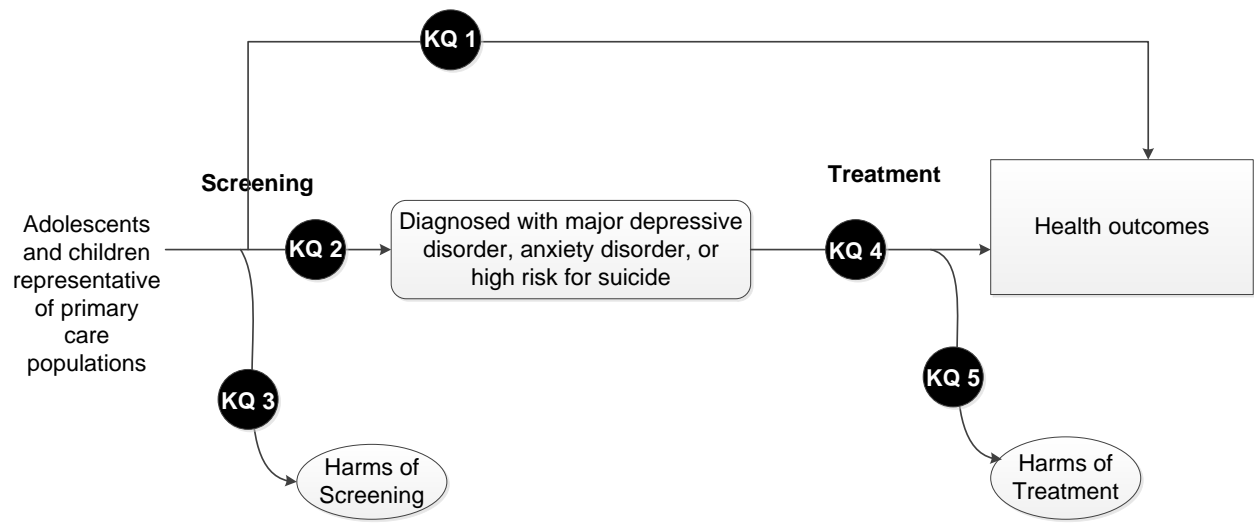 KQ 1
Screening
Treatment
Adolescents
and children
representative
of primary
care
populations
KQ 2
Diagnosed with major depressive
disorder, anxiety disorder, or
high risk for suicide
KQ 4
Health outcomes
KQ 3
KQ 5
Harms of
Screening
Harms of
Treatment